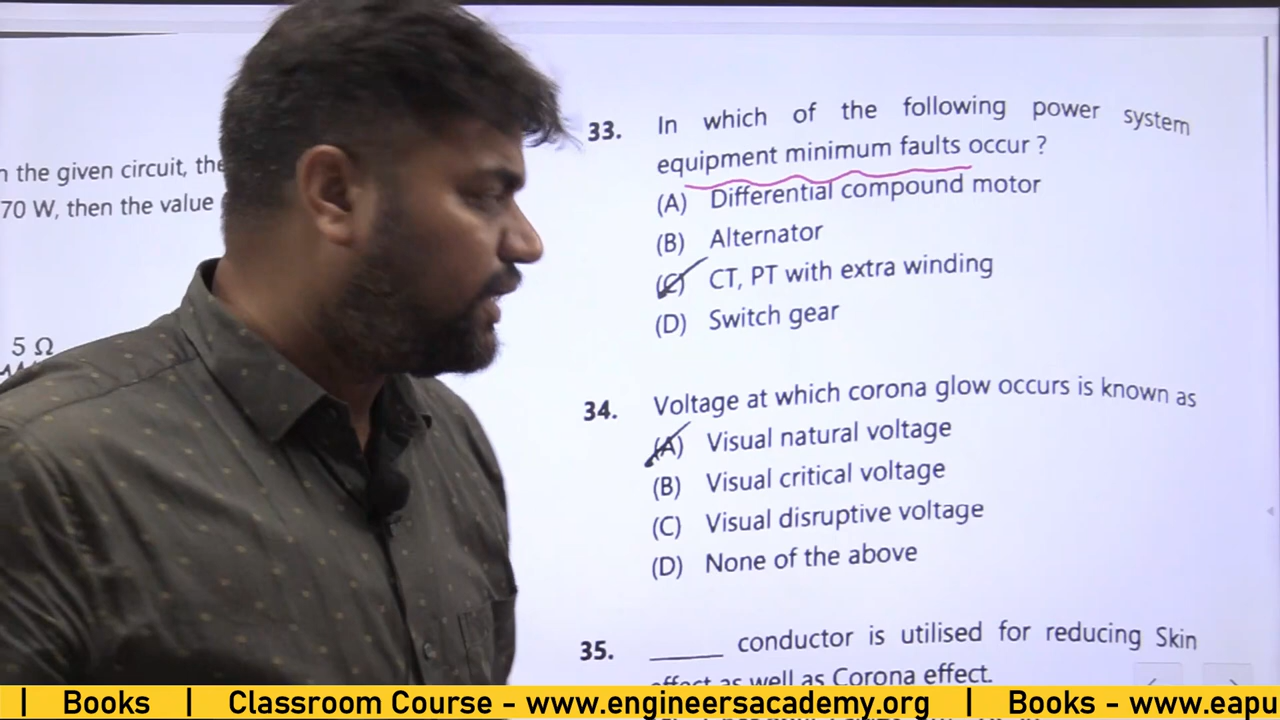 n the given circuit, the
70 W, then the value
5 Ω
33. In which of the following power system
equipment minimum faults occur ?
(A) Differential compound motor
(B) Alternator
(C) CT, PT with extra winding
(D) Switch gear
34. Voltage at which corona glow occurs is known as
(A) Visual natural voltage
(B) Visual critical voltage
(C) Visual disruptive voltage
(D) None of the above
35. _____ conductor is utilised for reducing Skin
effect as well as Corona effect.
| Books | Classroom Course - www.engineersacademy.org | Books - www.eapu